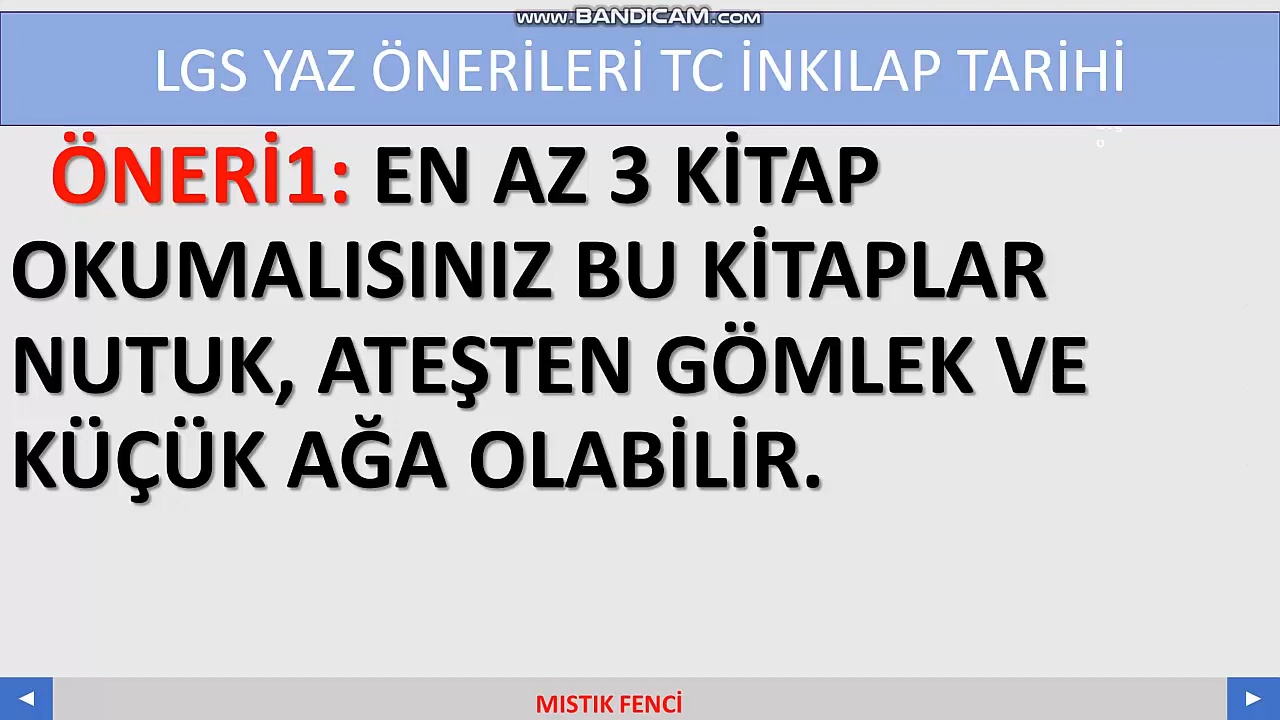 www.BANDICAM.com
LGS YAZ ÖNERİLERİ TC İNKILAP TARİHİ
ÖNERİ1: EN AZ 3 KİTAP
OKUMALISINIZ BU KİTAPLAR
NUTUK, ATEŞTEN GÖMLEK VE
KÜÇÜK AĞA OLABİLİR.
MISTIK FENCİ